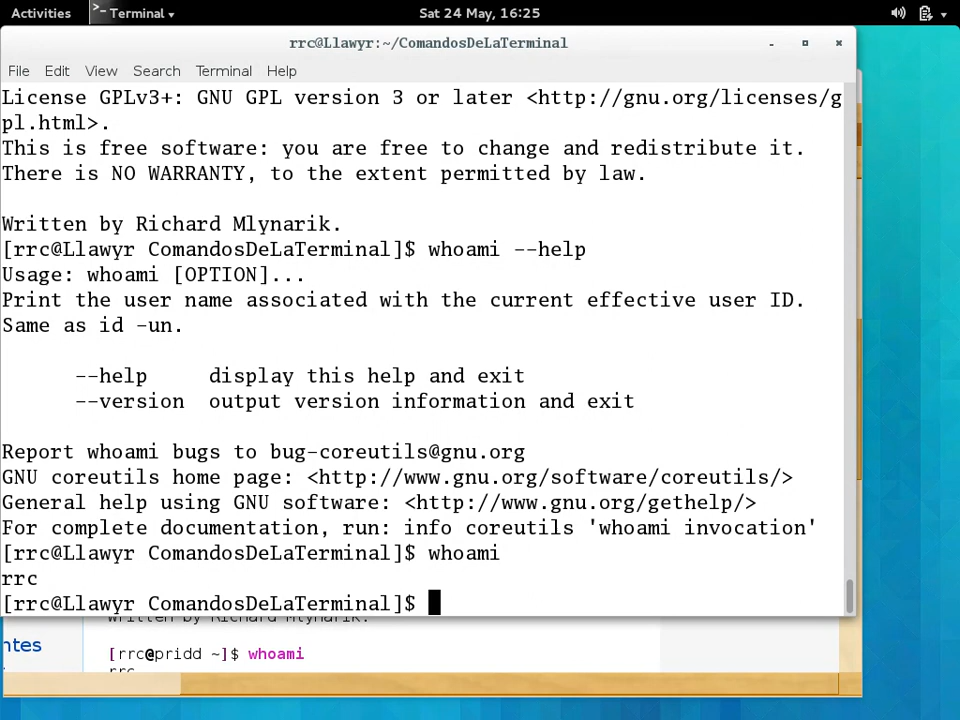 Activities
Terminal
Sat 24 May, 16:25
rrc@Llawyr:~/ComandosDeLaTerminal
File Edit View Search Terminal Help
License GPLv3+: GNU GPL version 3 or later <http://gnu.org/licenses/g
pl.html>.
This is free software: you are free to change and redistribute it.
There is NO WARRANTY, to the extent permitted by law.
Written by Richard Mlynarik.
[rrc@Llawyr ComandosDeLaTerminal]$ whoami --help
Usage: whoami [OPTION]...
Print the user name associated with the current effective user ID.
Same as id -un.
--help display this help and exit
--version output version information and exit
Report whoami bugs to bug-coreutils@gnu.org
GNU coreutils home page: <http://www.gnu.org/software/coreutils/>
General help using GNU software: <http://www.gnu.org/gethelp/>
For complete documentation, run: info coreutils 'whoami invocation'
[rrc@Llawyr ComandosDeLaTerminal]$ whoami
rrc
[rrc@Llawyr ComandosDeLaTerminal]$
Written by Richard Mlynarik.
ntes
[rrc@pridd ~]$ whoami
rrc